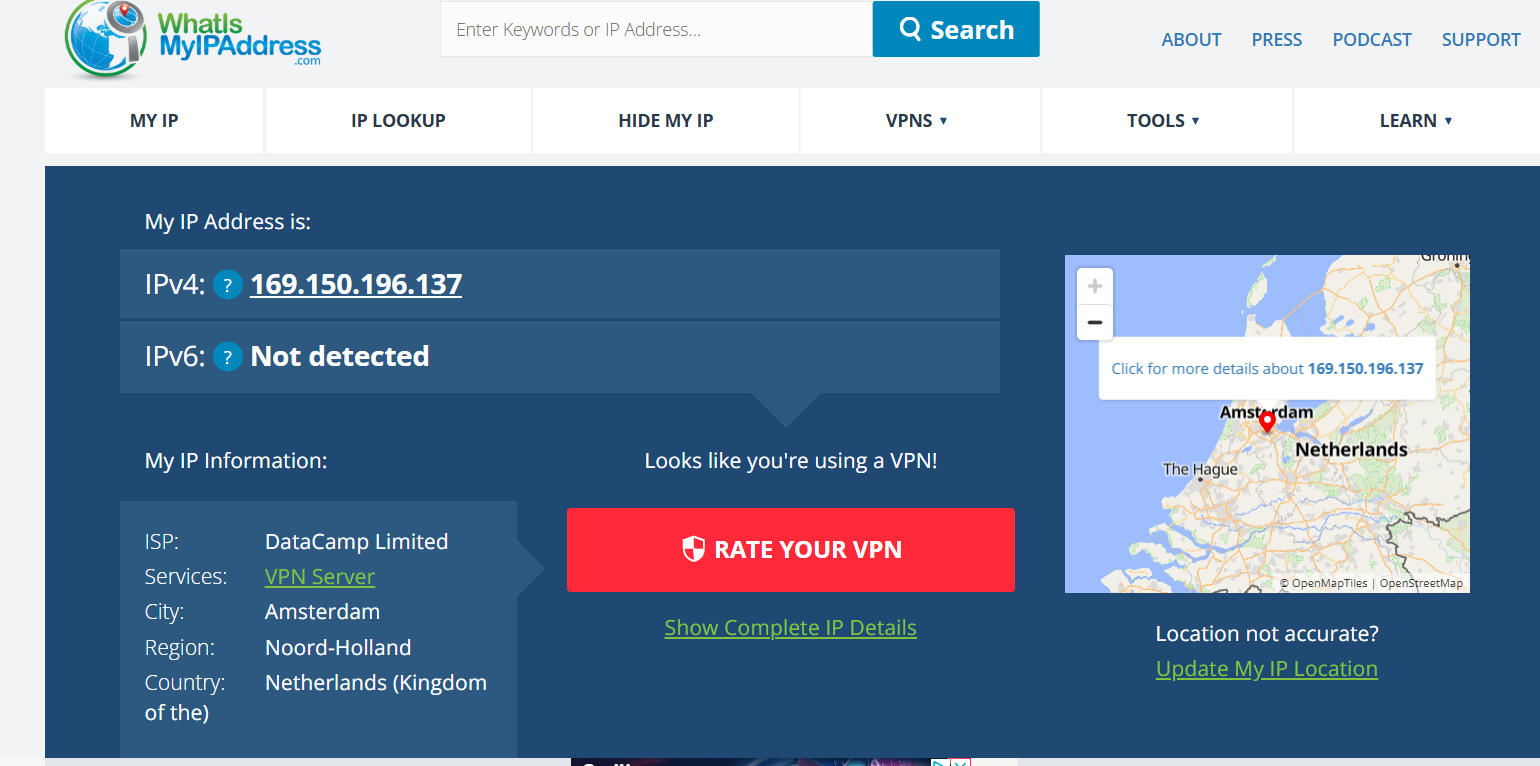 WhatIs
MyIPAddress
.com
Enter Keywords or IP Address...
Search
ABOUT PRESS PODCAST SUPPORT
MY IP IP LOOKUP HIDE MY IP VPNS ▾ TOOLS ▾ LEARN ▾
My IP Address is:
IPv4: ? 169.150.196.137
IPv6: ? Not detected
My IP Information:
ISP: DataCamp Limited
Services: VPN Server
City: Amsterdam
Region: Noord-Holland
Country: Netherlands (Kingdom
of the)
Looks like you're using a VPN!
RATE YOUR VPN
Show Complete IP Details
+
−
Click for more details about 169.150.196.137
Amsterdam
Netherlands
The Hague
© OpenMapTiles | OpenStreetMap
Location not accurate?
Update My IP Location